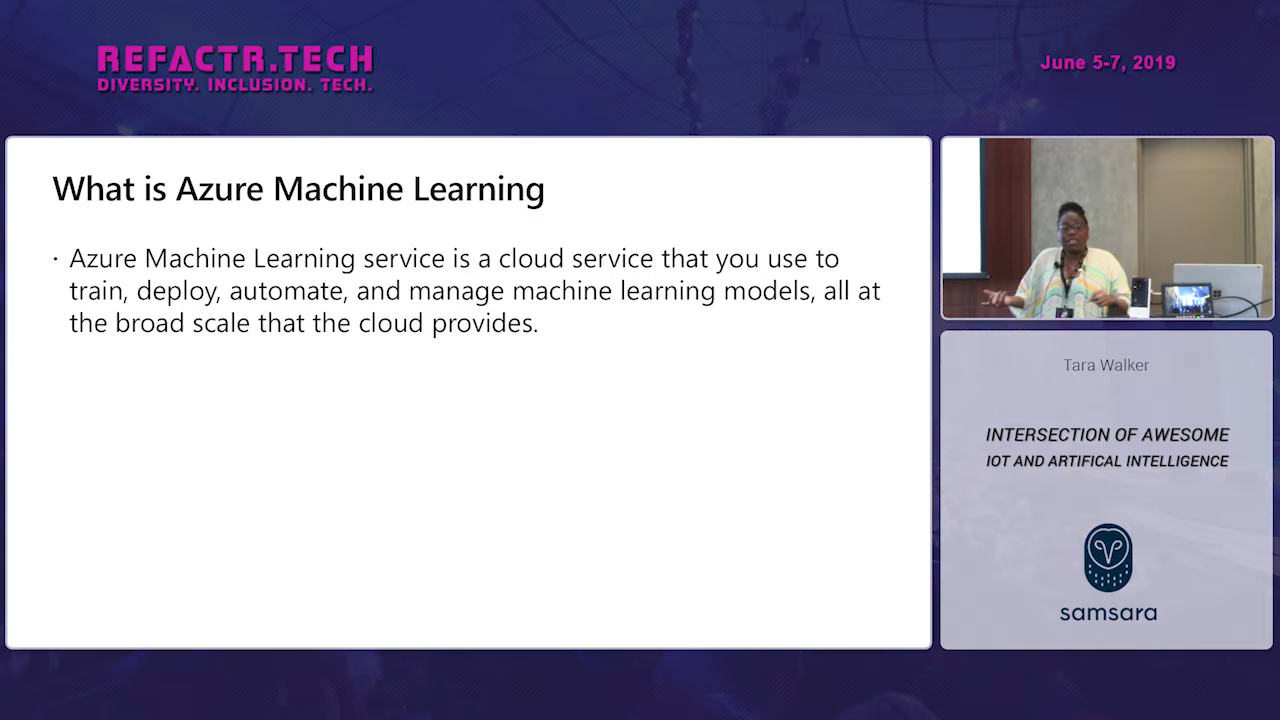 REFACTR.TECH
DIVERSITY. INCLUSION. TECH.
June 5-7, 2019
What is Azure Machine Learning
· Azure Machine Learning service is a cloud service that you use to
train, deploy, automate, and manage machine learning models, all at
the broad scale that the cloud provides.
Tara Walker
INTERSECTION OF AWESOME
IOT AND ARTIFICAL INTELLIGENCE
samsara